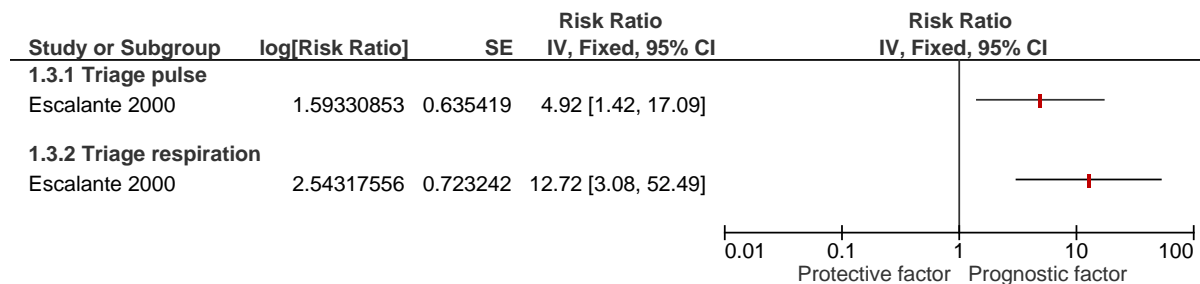 Risk Ratio Risk Ratio
Study or Subgroup log[Risk Ratio] SE IV, Fixed, 95% CI IV, Fixed, 95% CI
1.3.1 Triage pulse
Escalante 2000 1.59330853 0.635419 4.92 [1.42, 17.09]
1.3.2 Triage respiration
Escalante 2000 2.54317556 0.723242 12.72 [3.08, 52.49]
0.01 0.1 1 10 100
Protective factor Prognostic factor